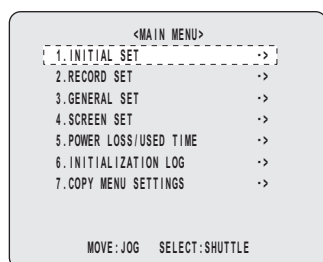 <MAIN MENU>
1.INITIAL SET ->
2.RECORD SET ->
3.GENERAL SET ->
4.SCREEN SET ->
5.POWER LOSS/USED TIME ->
6.INITIALIZATION LOG ->
7.COPY MENU SETTINGS ->
MOVE:JOG SELECT:SHUTTLE